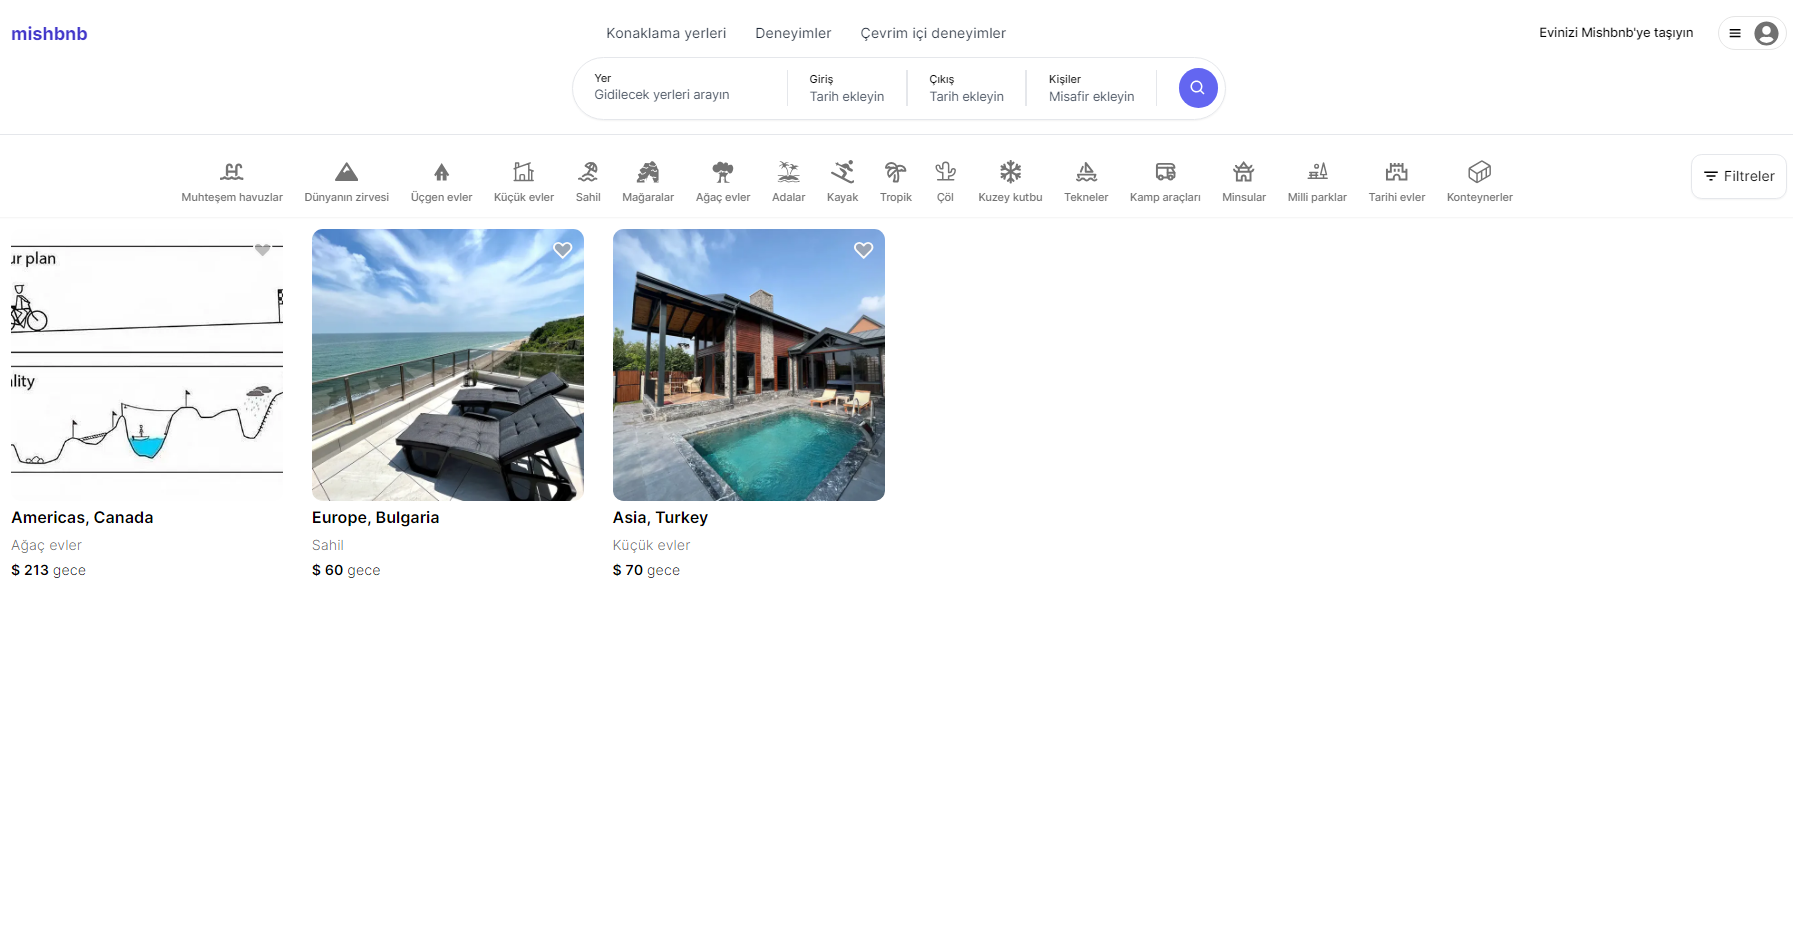 mishbnb
Konaklama yerleri
Deneyimler
Çevrim içi deneyimler
Evinizi Mishbnb'ye taşıyın
Yer
Gidilecek yerleri arayın
Giriş
Tarih ekleyin
Çıkış
Tarih ekleyin
Kişiler
Misafir ekleyin
Muhteşem havuzlar
Dünyanın zirvesi
Üçgen evler
Küçük evler
Sahil
Mağaralar
Ağaç evler
Adalar
Kayak
Tropik
Çöl
Kuzey kutbu
Tekneler
Kamp araçları
Minsular
Milli parklar
Tarihi evler
Konteynerler
Filtreler
ur plan
lity
Americas, Canada
Ağaç evler
$ 213 gece
Europe, Bulgaria
Sahil
$ 60 gece
Asia, Turkey
Küçük evler
$ 70 gece